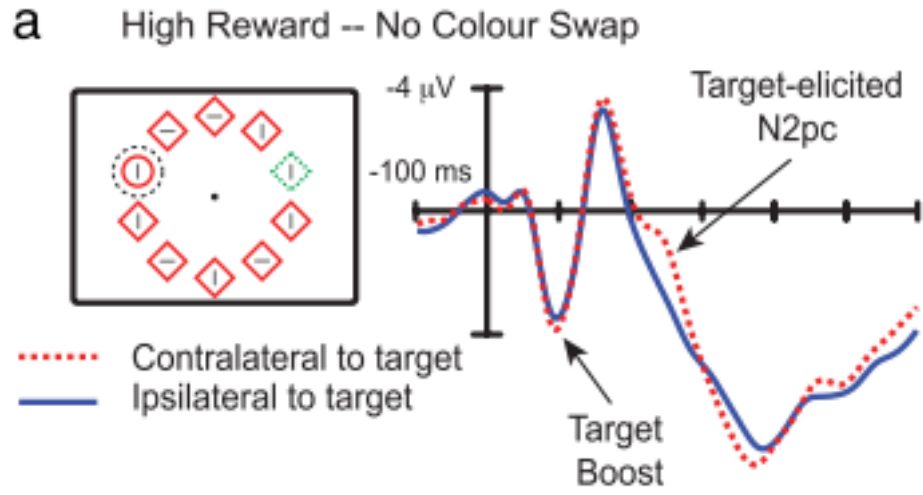 a
High Reward -- No Colour Swap
-4 μV
Target-elicited
N2pc
-100 ms
Contralateral to target
Ipsilateral to target
Target
Boost